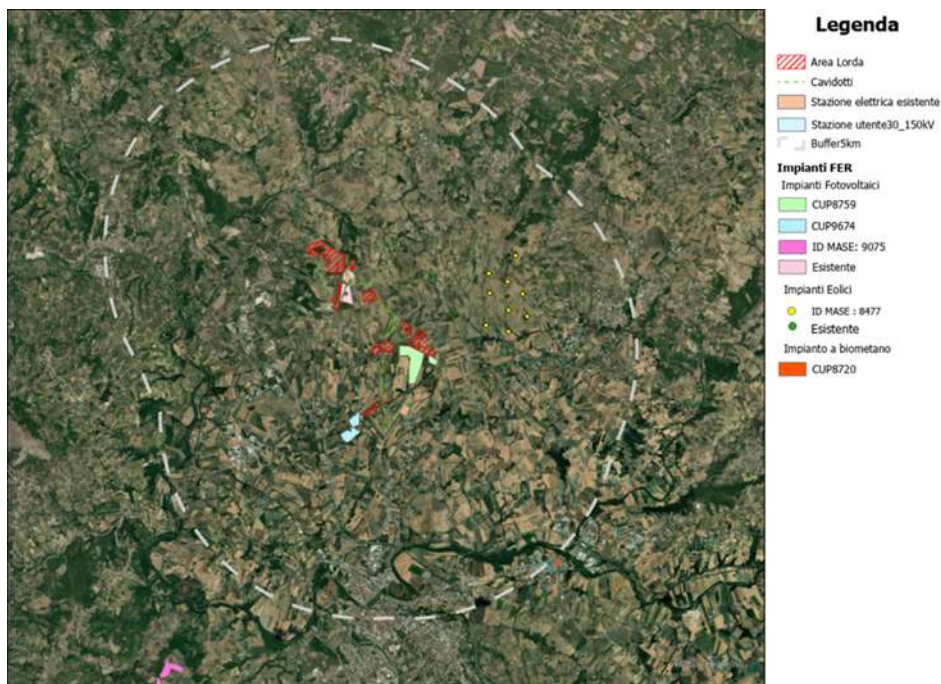 Legenda
Area Lorda
Cavidotti
Stazione elettrica esistente
Stazione utente30_150kV
Buffer5km
Impianti FER
Impianti Fotovoltaici
CUP8759
CUP9674
ID MASE: 9075
Esistente
Impianti Eolici
ID MASE : 8477
Esistente
Impianto a biometano
CUP8720